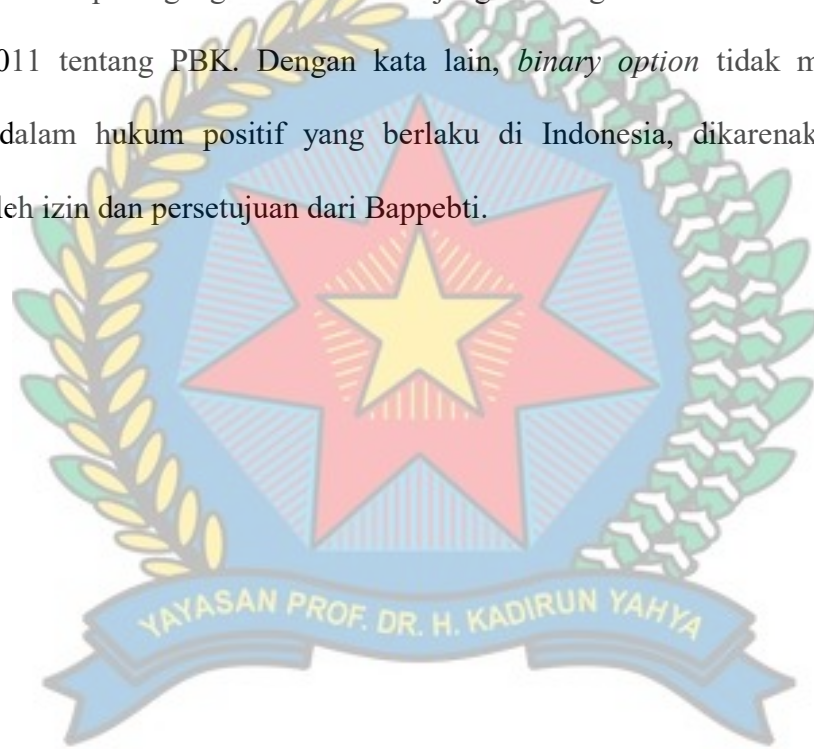 011 tentang PBK. Dengan kata lain, binary option tidak m
dalam hukum positif yang berlaku di Indonesia, dikarenak
leh izin dan persetujuan dari Bappebti.
YAYASAN PROF. DR. H. KADIRUN YAHYA